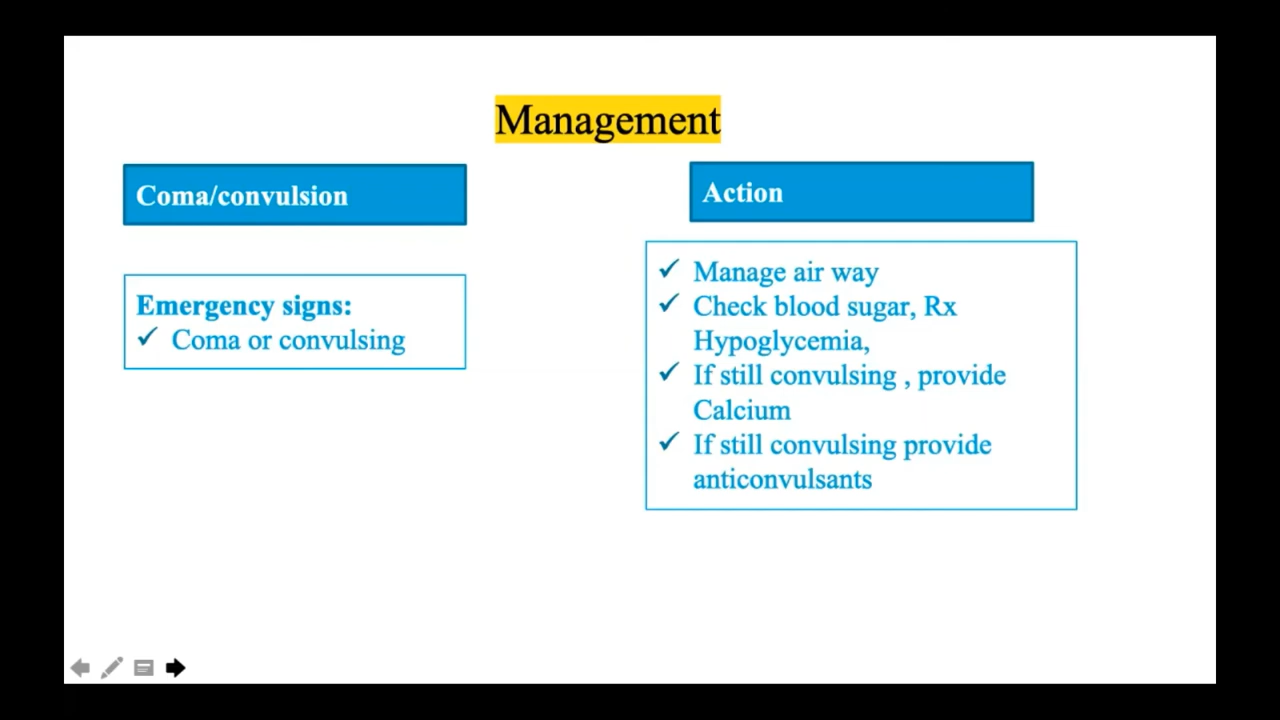 Management
Coma/convulsion
Emergency signs:
✓ Coma or convulsing
Action
✓ Manage air way
✓ Check blood sugar, Rx
Hypoglycemia,
✓ If still convulsing , provide
Calcium
✓ If still convulsing provide
anticonvulsants